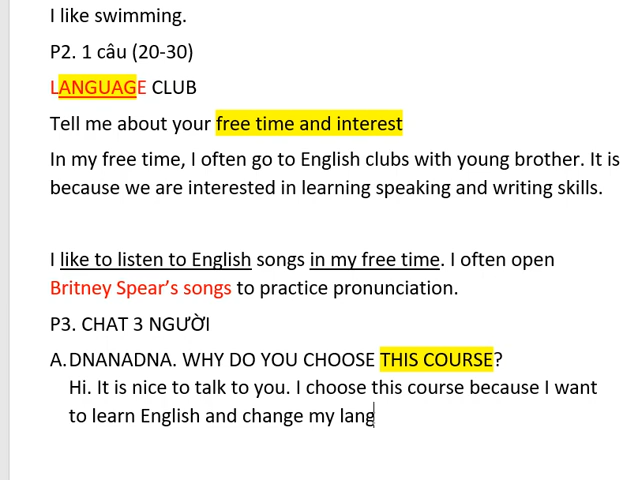 I like swimming.
P2. 1 câu (20-30)
LANGUAGE CLUB
Tell me about your free time and interest
In my free time, I often go to English clubs with young brother. It is
because we are interested in learning speaking and writing skills.
I like to listen to English songs in my free time. I often open
Britney Spear's songs to practice pronunciation.
P3. CHAT 3 NGƯỜI
A. DNANADNA. WHY DO YOU CHOOSE THIS COURSE?
Hi. It is nice to talk to you. I choose this course because I want
to learn English and change my lang